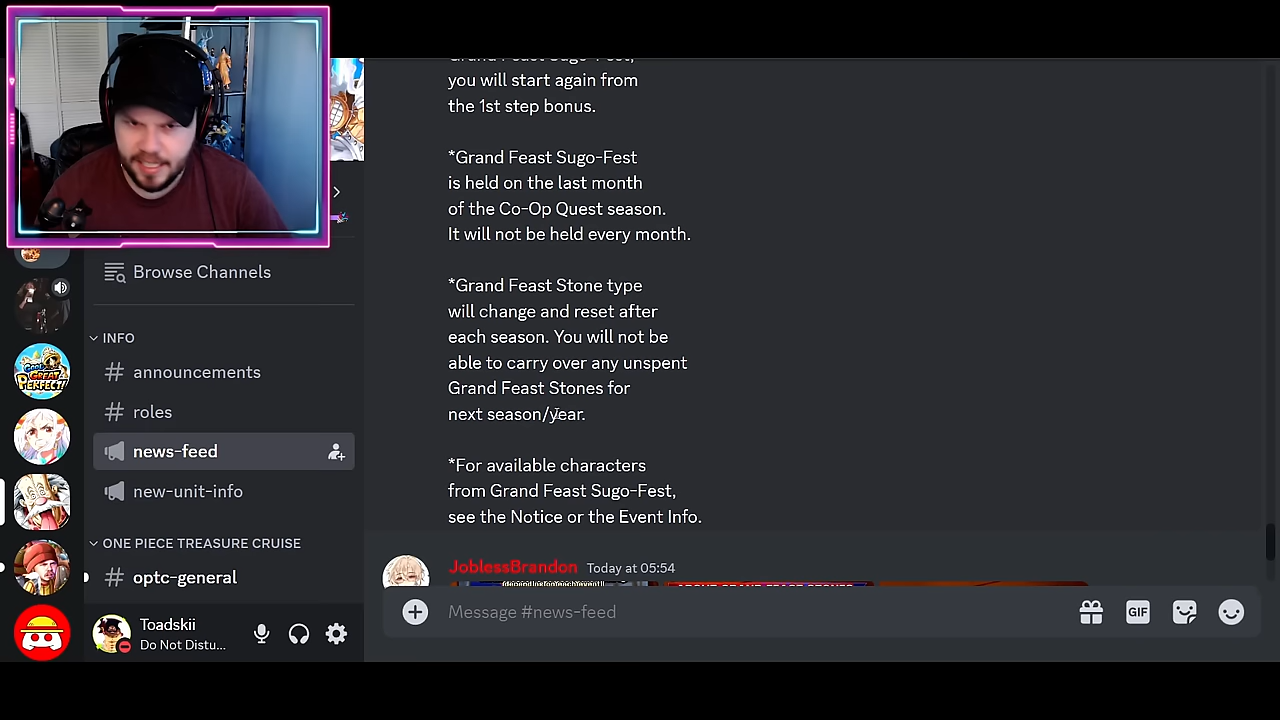 Grand Feast Sugo-Fest,
you will start again from
the 1st step bonus.
*Grand Feast Sugo-Fest
is held on the last month
of the Co-Op Quest season.
It will not be held every month.
*Grand Feast Stone type
will change and reset after
each season. You will not be
able to carry over any unspent
Grand Feast Stones for
next season/year.
*For available characters
from Grand Feast Sugo-Fest,
see the Notice or the Event Info.
JoblessBrandon Today at 05:54
Message #news-feed
GIF
Browse Channels
INFO
announcements
roles
news-feed
new-unit-info
ONE PIECE TREASURE CRUISE
optc-general
Toadskii
Do Not Distu...